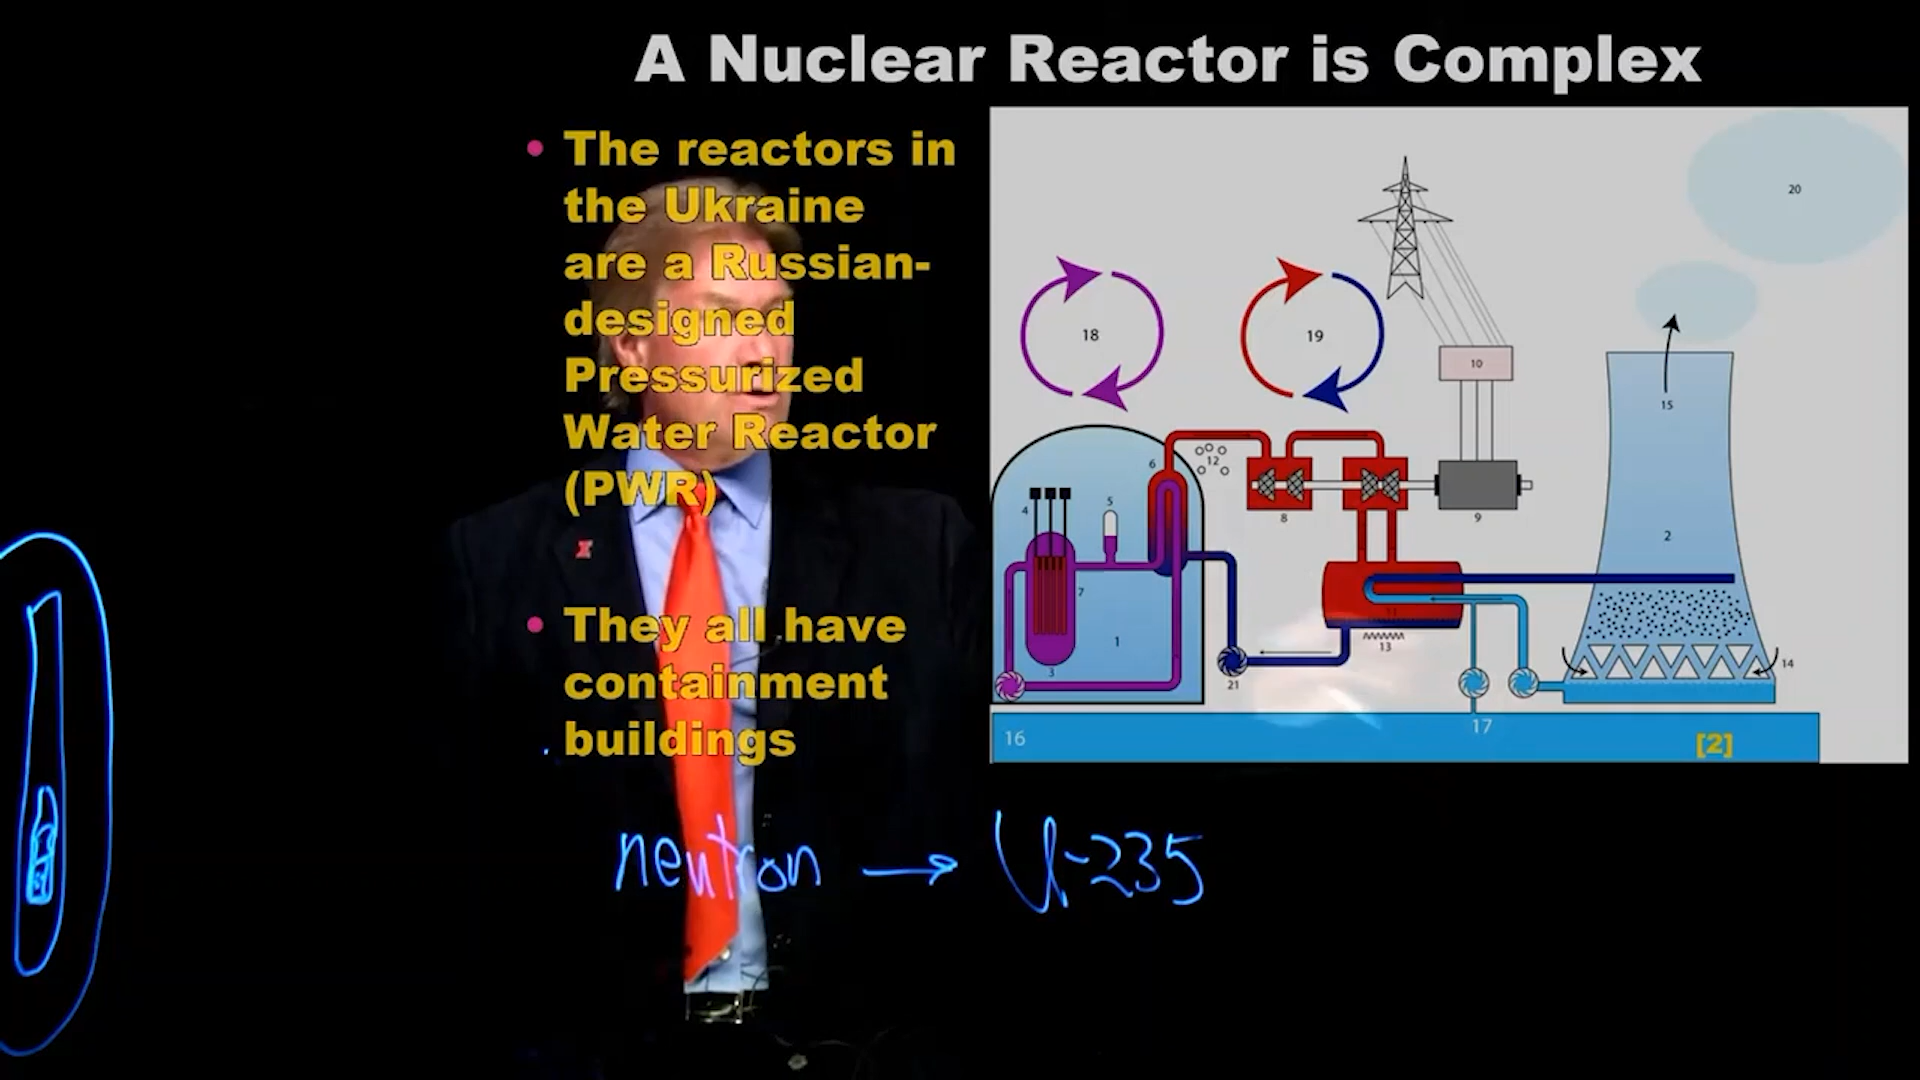 A Nuclear Reactor is Complex
• The reactors in
the Ukraine
are a Russian-
designed
Pressurized
Water Reactor
(PWR)
• They all have
containment
buildings
20
18
19
10
15
6
12
4
5
8
9
2
7
11
1
13
3
21
14
16
17
[2]
neutron → U-235